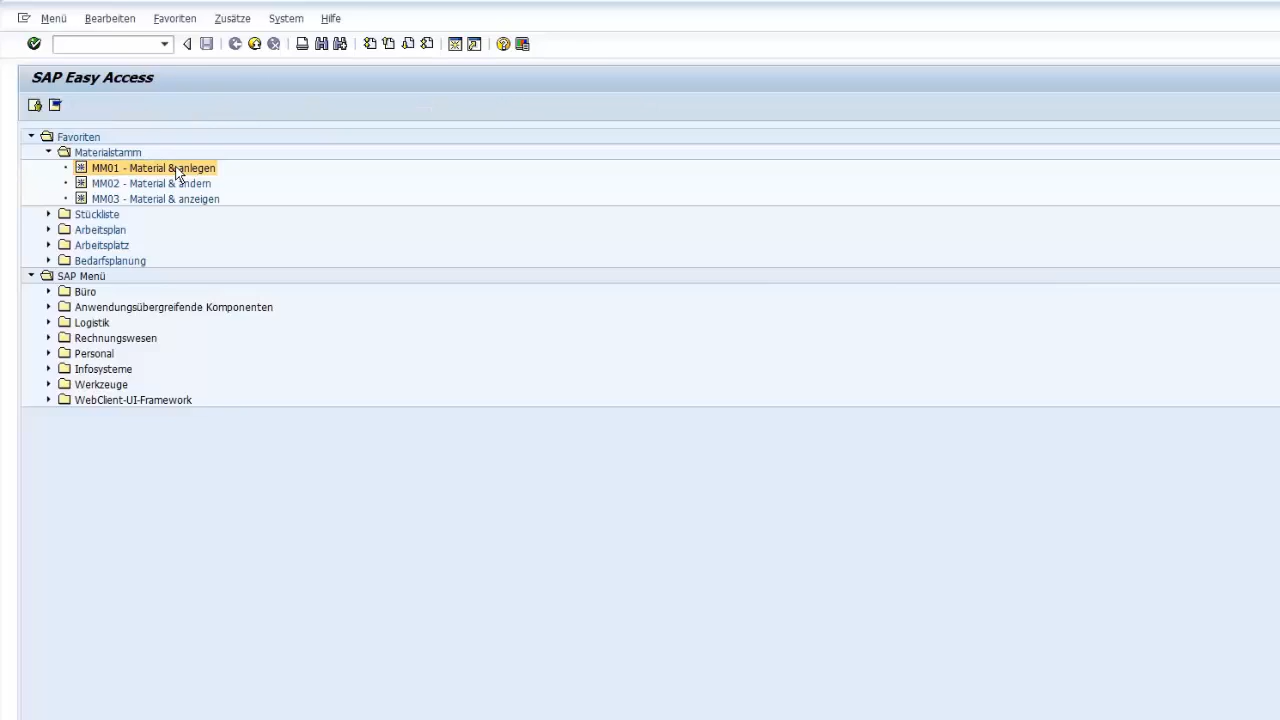 Menü Bearbeiten Favoriten Zusätze System Hilfe
SAP Easy Access
Favoriten
Materialstamm
MM01 - Material & anlegen
MM02 - Material & ändern
MM03 - Material & anzeigen
Stückliste
Arbeitsplan
Arbeitsplatz
Bedarfsplanung
SAP Menü
Büro
Anwendungsübergreifende Komponenten
Logistik
Rechnungswesen
Personal
Infosysteme
Werkzeuge
WebClient-UI-Framework